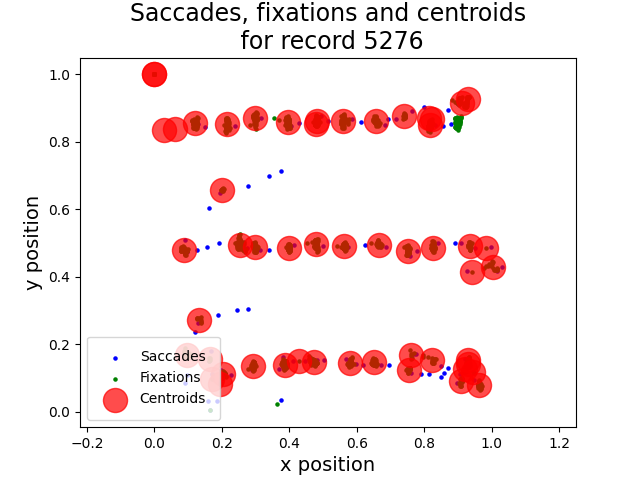 Saccades, fixations and centroids
for record 5276
1.0
0.8
0.6
0.4
0.2
0.0
y position
Saccades
Fixations
Centroids
−0.2 0.0 0.2 0.4 0.6 0.8 1.0 1.2
x position